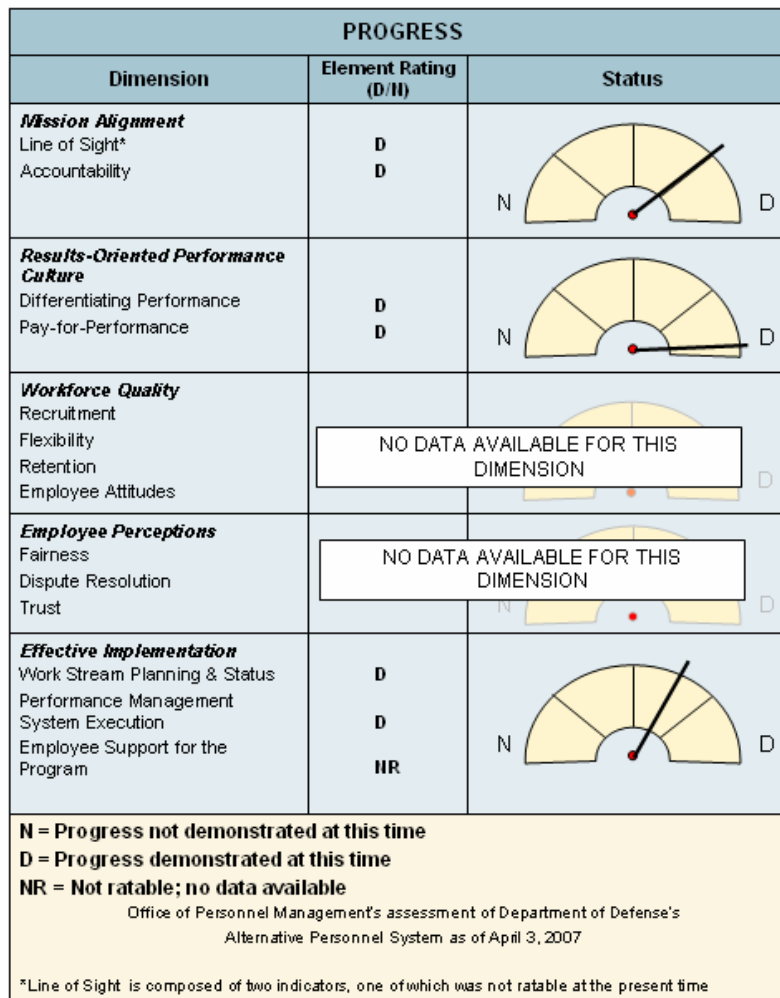 PROGRESS
Dimension
Element Rating
(D/N)
Status
Mission Alignment
Line of Sight*
D
Accountability
D
N
D
Results-Oriented Performance
Culture
Differentiating Performance
D
Pay-for-Performance
D
N
D
Workforce Quality
Recruitment
Flexibility
Retention
Employee Attitudes
NO DATA AVAILABLE FOR THIS
DIMENSION
D
Employee Perceptions
Fairness
Dispute Resolution
Trust
NO DATA AVAILABLE FOR THIS
DIMENSION
N
D
Effective Implementation
Work Stream Planning & Status
D
Performance Management
System Execution
D
Employee Support for the
Program
NR
N
D
N = Progress not demonstrated at this time
D = Progress demonstrated at this time
NR = Not ratable; no data available
Office of Personnel Management's assessment of Department of Defense's
Alternative Personnel System as of April 3, 2007
*Line of Sight is composed of two indicators, one of which was not ratable at the present time